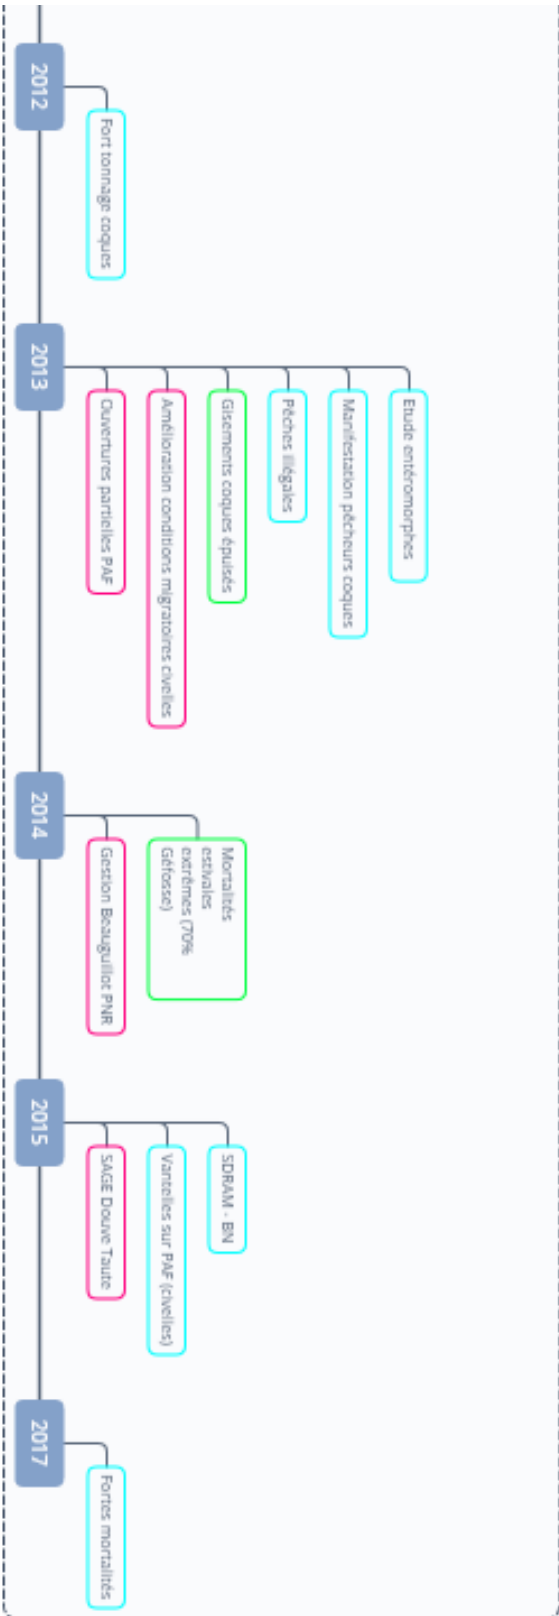 2012
Fort tonnage coques
2013
Etude entéromorphes
Manifestation pêcheurs coques
Pêches illégales
Gisements coques épuisés
Amélioration conditions migratoires civelles
Ouvertures partielles PAF
2014
Mortalités
estivales
extrêmes (70%
Géfosse)
Gestion Beauguillot PNR
2015
SDRAM - BN
Vantelles sur PAF (civelles)
SAGE Douve Taute
2017
Fortes mortalités